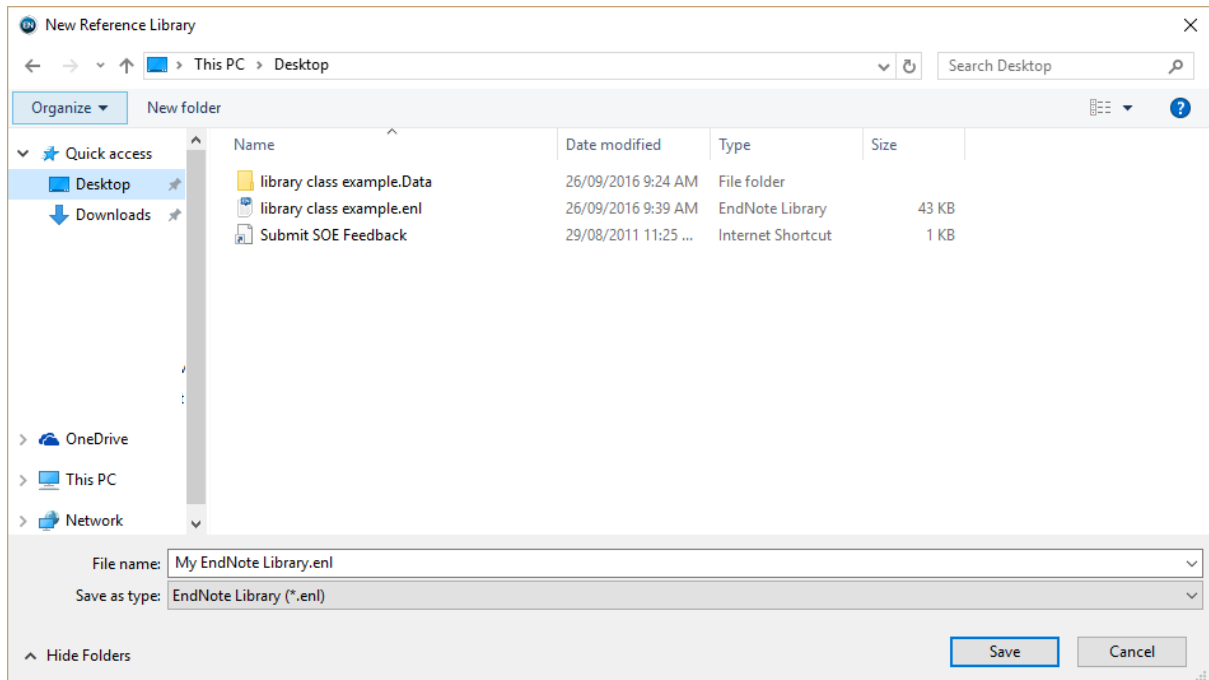 EN New Reference Library
This PC > Desktop
Search Desktop
Organize New folder
Name Date modified Type Size
Quick access
Desktop
Downloads
library class example.Data 26/09/2016 9:24 AM File folder
library class example.enl 26/09/2016 9:39 AM EndNote Library 43 KB
Submit SOE Feedback 29/08/2011 11:25 ... Internet Shortcut 1 KB
OneDrive
This PC
Network
File name: My EndNote Library.enl
Save as type: EndNote Library (*.enl)
Hide Folders
Save Cancel